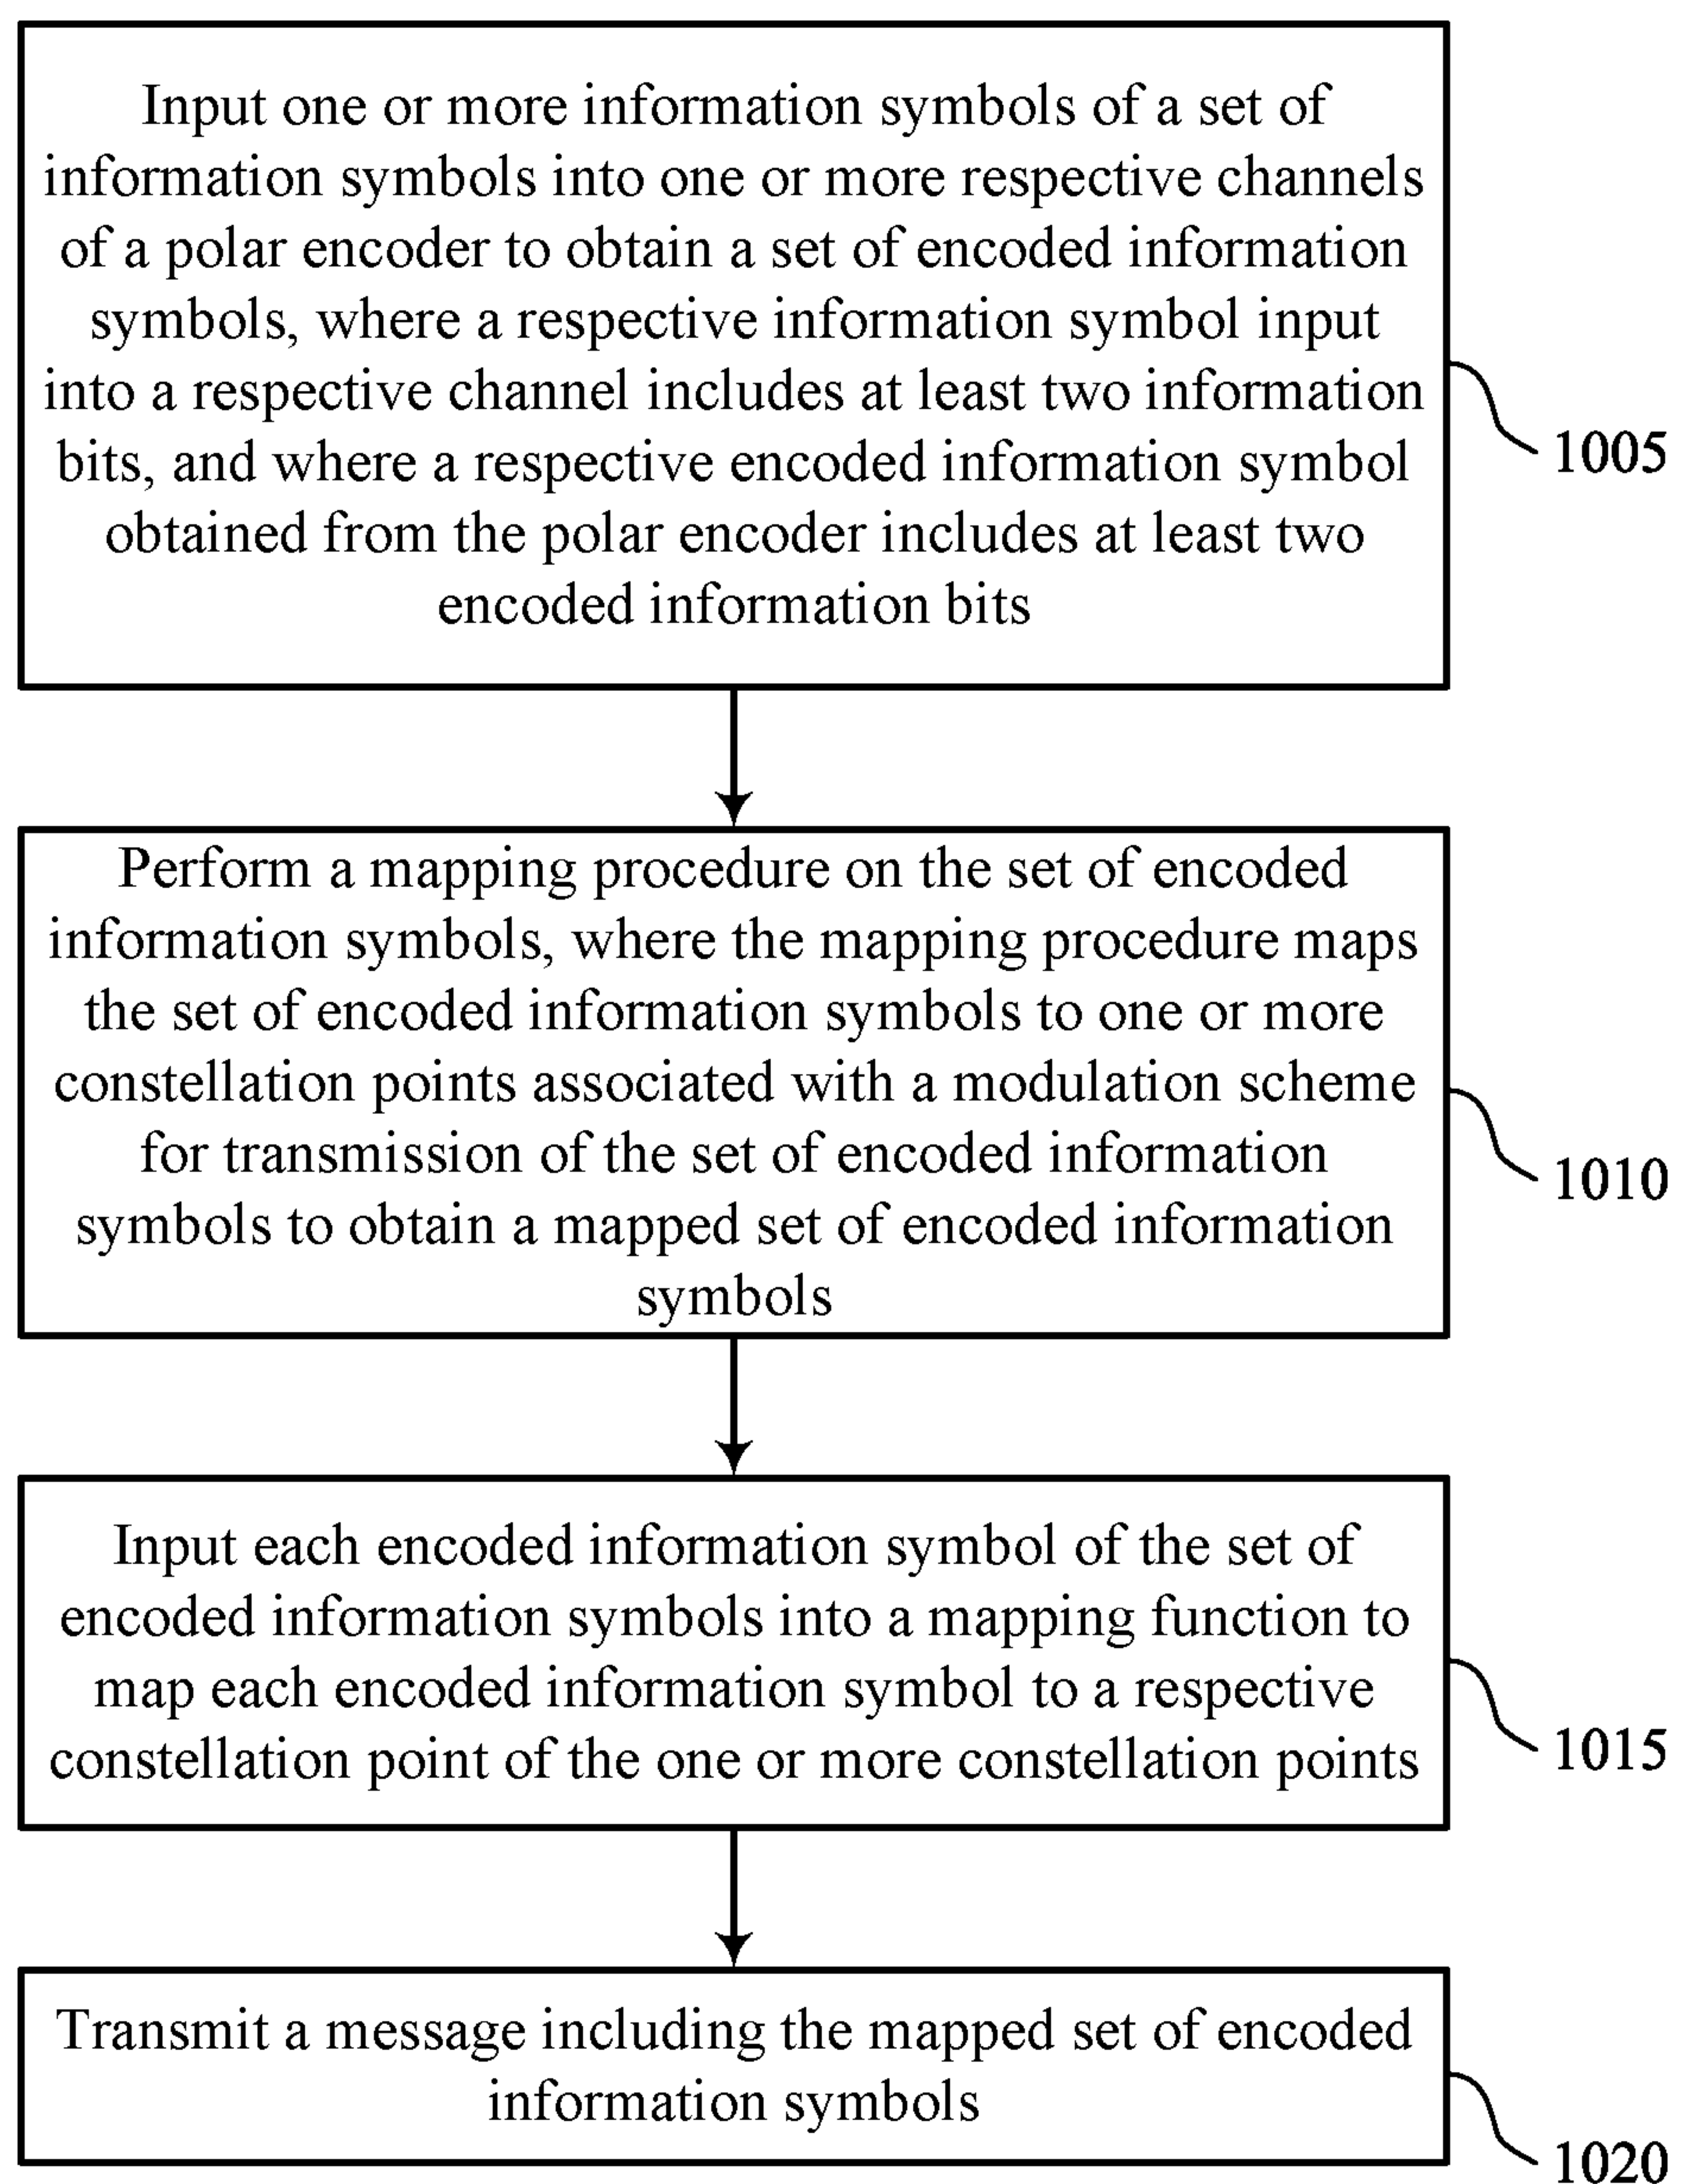 Input one or more information symbols of a set of
information symbols into one or more respective channels
of a polar encoder to obtain a set of encoded information
symbols, where a respective information symbol input
into a respective channel includes at least two information
bits, and where a respective encoded information symbol
obtained from the polar encoder includes at least two
encoded information bits
1005
Perform a mapping procedure on the set of encoded
information symbols, where the mapping procedure maps
the set of encoded information symbols to one or more
constellation points associated with a modulation scheme
for transmission of the set of encoded information
symbols to obtain a mapped set of encoded information
symbols
1010
Input each encoded information symbol of the set of
encoded information symbols into a mapping function to
map each encoded information symbol to a respective
constellation point of the one or more constellation points
1015
Transmit a message including the mapped set of encoded
information symbols
1020